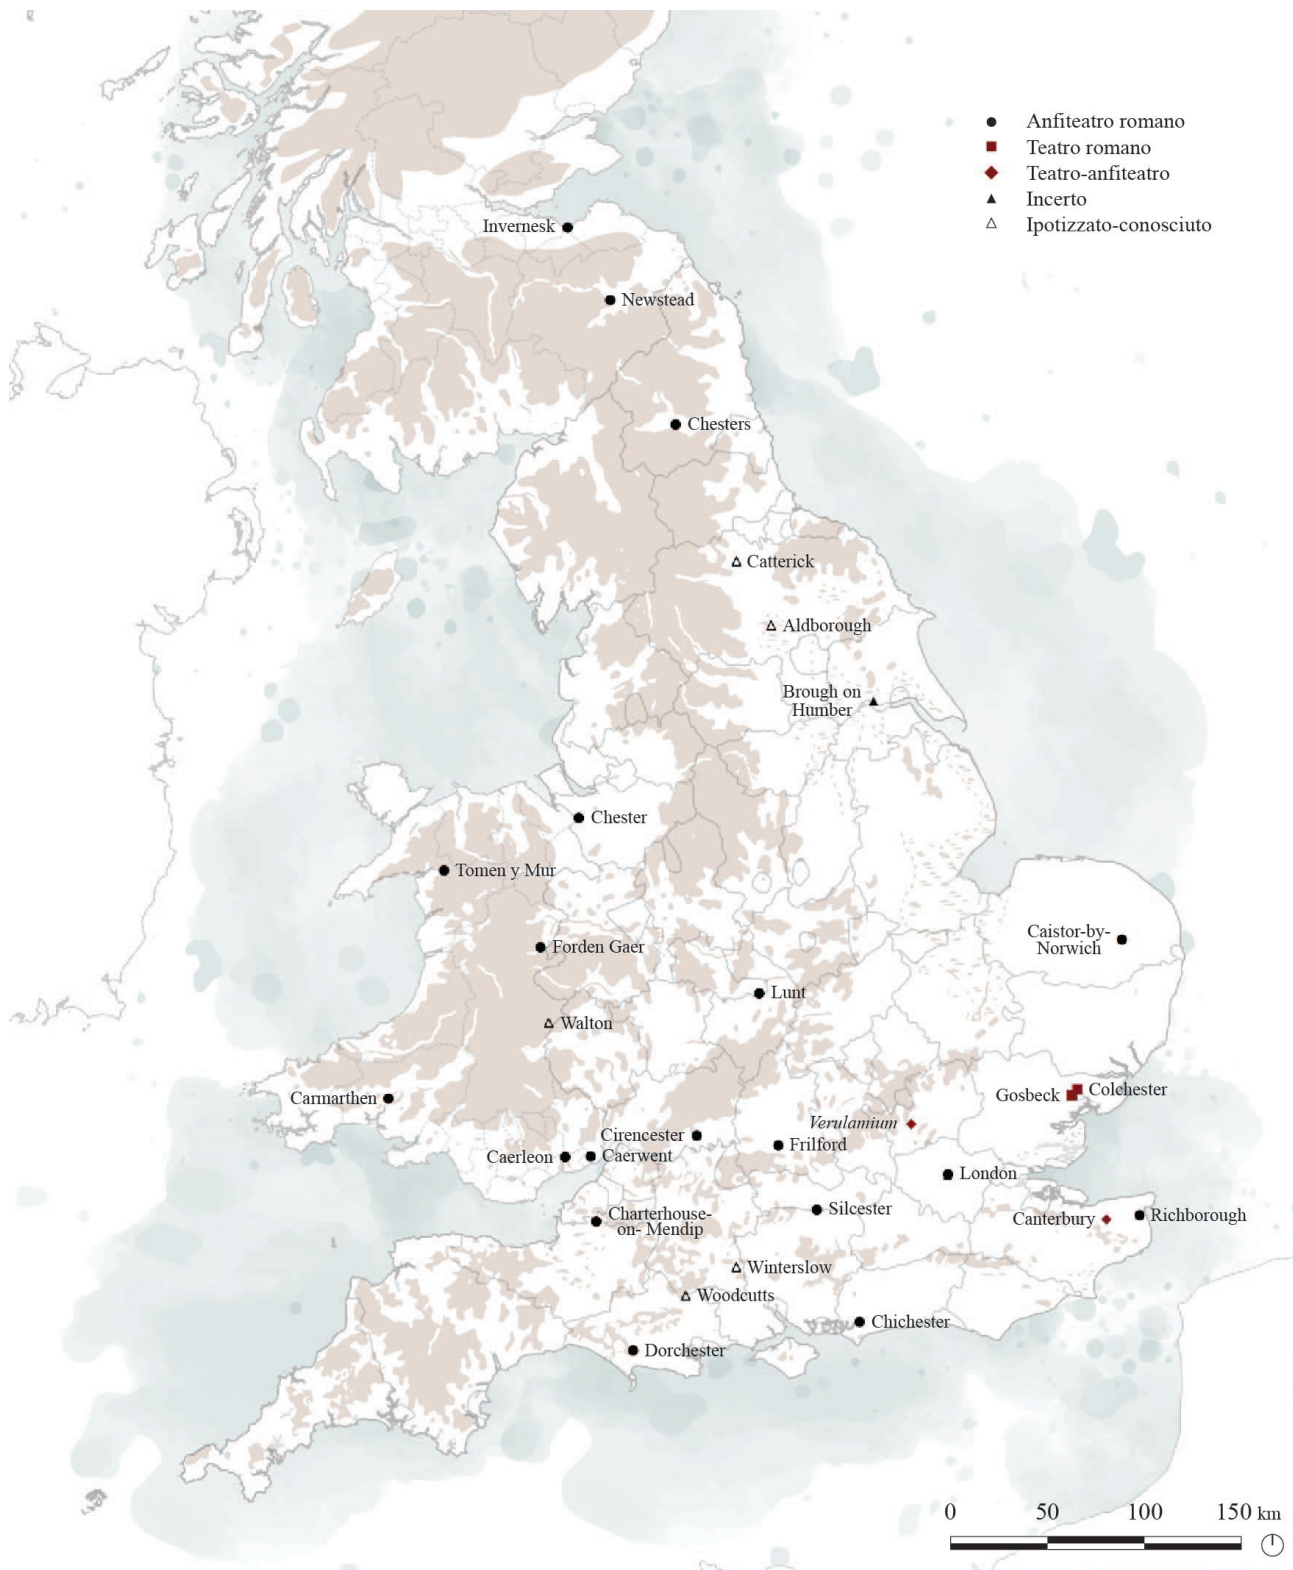 Anfiteatro romano
Teatro romano
Teatro-anfiteatro
Incerto
Ipotizzato-conosciuto
Invernesk
Newstead
Chesters
Catterick
Aldborough
Brough on
Humber
Chester
Tomen y Mur
Caistor-by-
Norwich
Forden Gaer
Lunt
Walton
Carmarthen
Gosbeck
Colchester
Verulamium
Cirencester
Frilford
Caerleon
Caerwent
London
Charterhouse-
on- Mendip
Silcester
Canterbury
Richborough
Winterslow
Woodcutts
Chichester
Dorchester
0 50 100 150 km